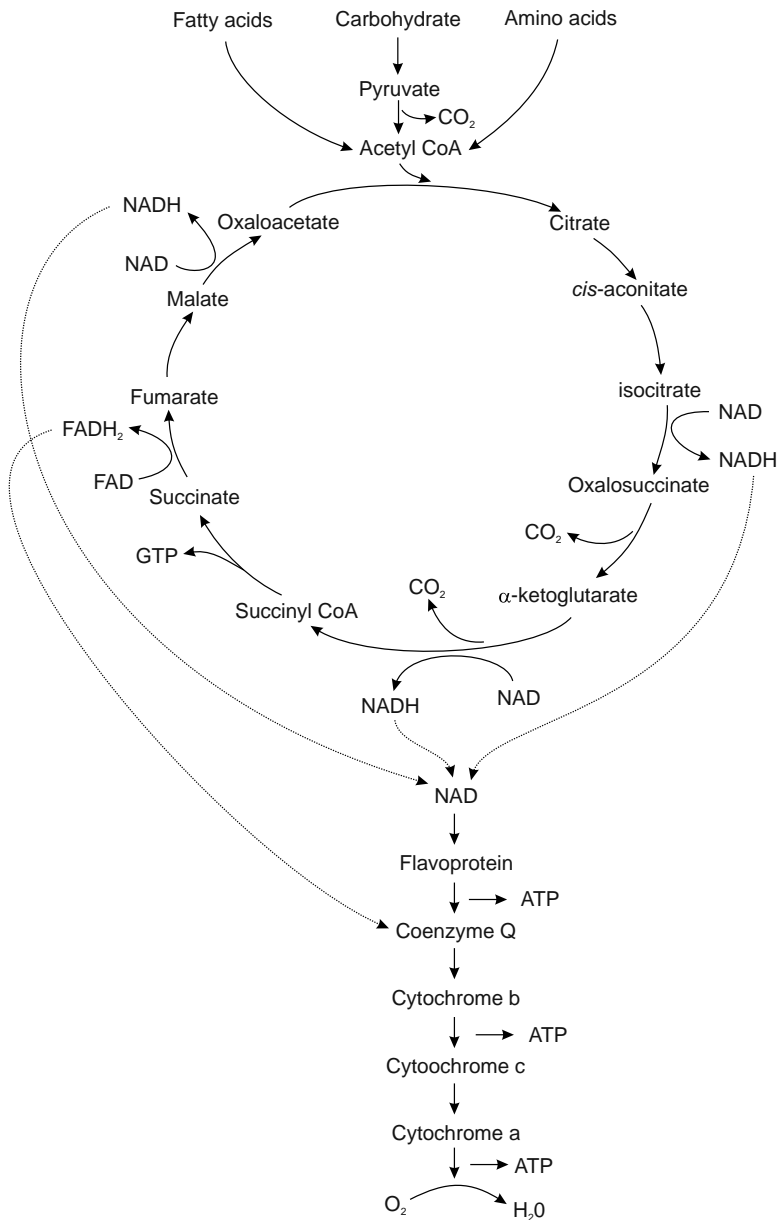 Fatty acids
Carbohydrate
Amino acids
Pyruvate
CO₂
Acetyl CoA
NADH
Oxaloacetate
Citrate
NAD
Malate
cis-aconitate
Fumarate
isocitrate
NAD
FADH₂
NADH
FAD
Succinate
Oxalosuccinate
CO₂
GTP
CO₂
α-ketoglutarate
Succinyl CoA
NADH
NAD
NAD
Flavoprotein
ATP
Coenzyme Q
Cytochrome b
ATP
Cytoochrome c
Cytochrome a
ATP
O₂
H₂0